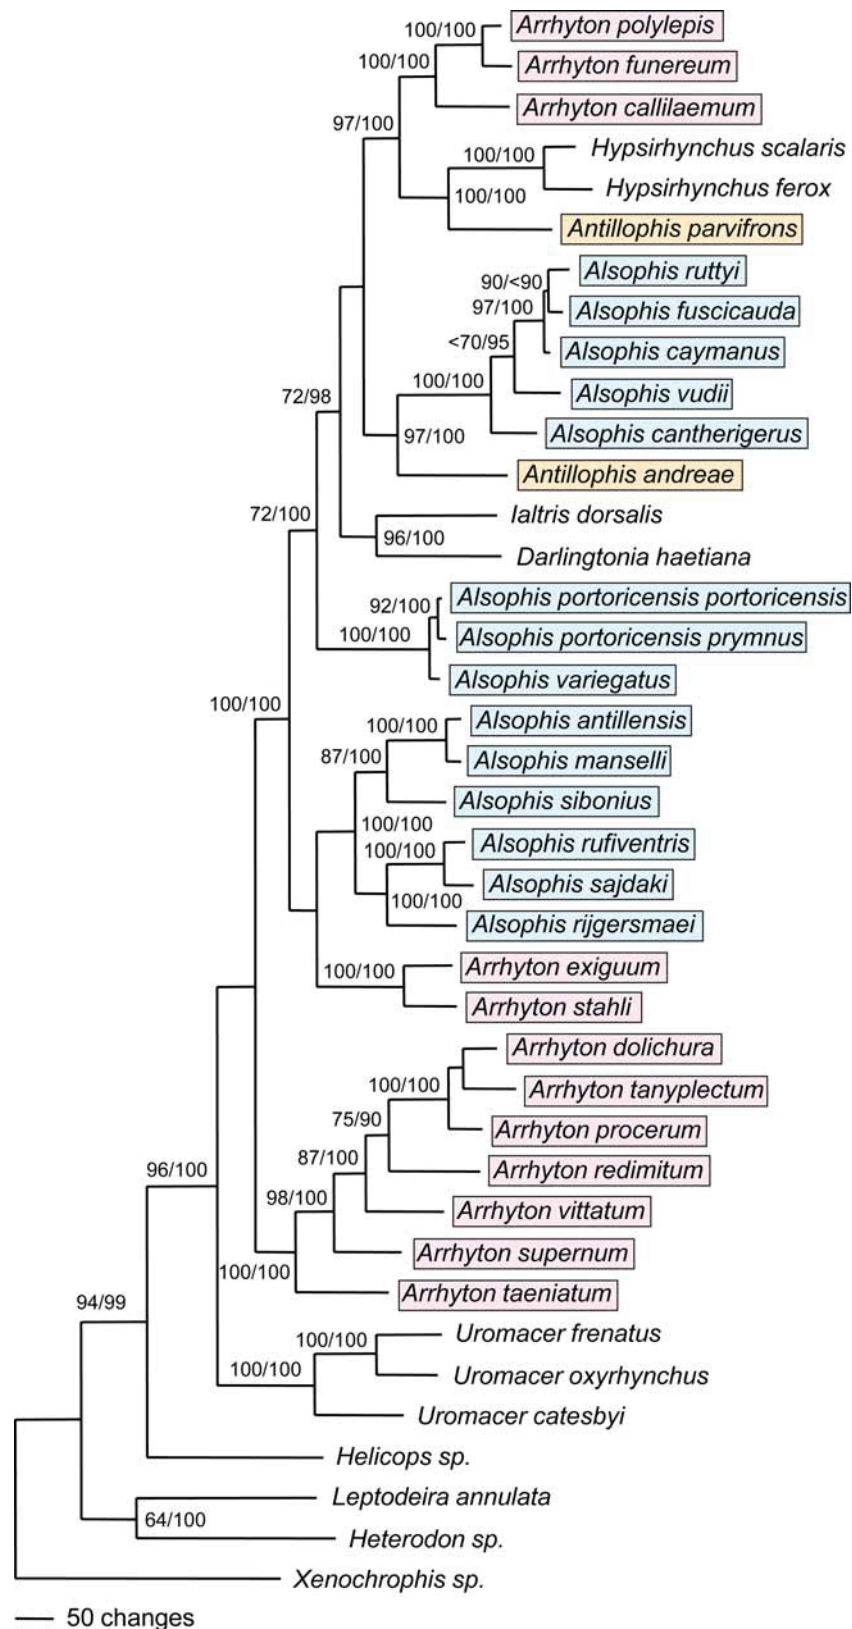 100/100
Arrhyton polylepis
100/100
Arrhyton funereum
Arrhyton callilaemum
97/100
100/100
Hypsirhynchus scalaris
Hypsirhynchus ferox
100/100
Antillophis parvifrons
Alsophis ruttyi
90/<90
97/100
Alsophis fuscicauda
<70/95
Alsophis caymanus
100/100
Alsophis vudii
72/98
97/100
Alsophis cantherigerus
Antillophis andreae
72/100
Ialtris dorsalis
96/100
Darlingtonia haetiana
92/100
Alsophis portoricensis portoricensis
100/100
Alsophis portoricensis prymnus
Alsophis variegatus
100/100
100/100
Alsophis antillensis
87/100
Alsophis manselli
Alsophis sibonius
100/100
100/100
Alsophis rufiventris
Alsophis sajdaki
100/100
Alsophis rijgersmaei
100/100
Arrhyton exiguum
Arrhyton stahli
Arrhyton dolichura
100/100
Arrhyton tanyplectum
75/90
Arrhyton procerum
87/100
96/100
Arrhyton redimitum
98/100
Arrhyton vittatum
Arrhyton supernum
100/100
Arrhyton taeniatum
94/99
100/100
Uromacer frenatus
100/100
Uromacer oxyrhynchus
Uromacer catesbyi
Helicops sp.
Leptodeira annulata
64/100
Heterodon sp.
Xenochrophis sp.
50 changes